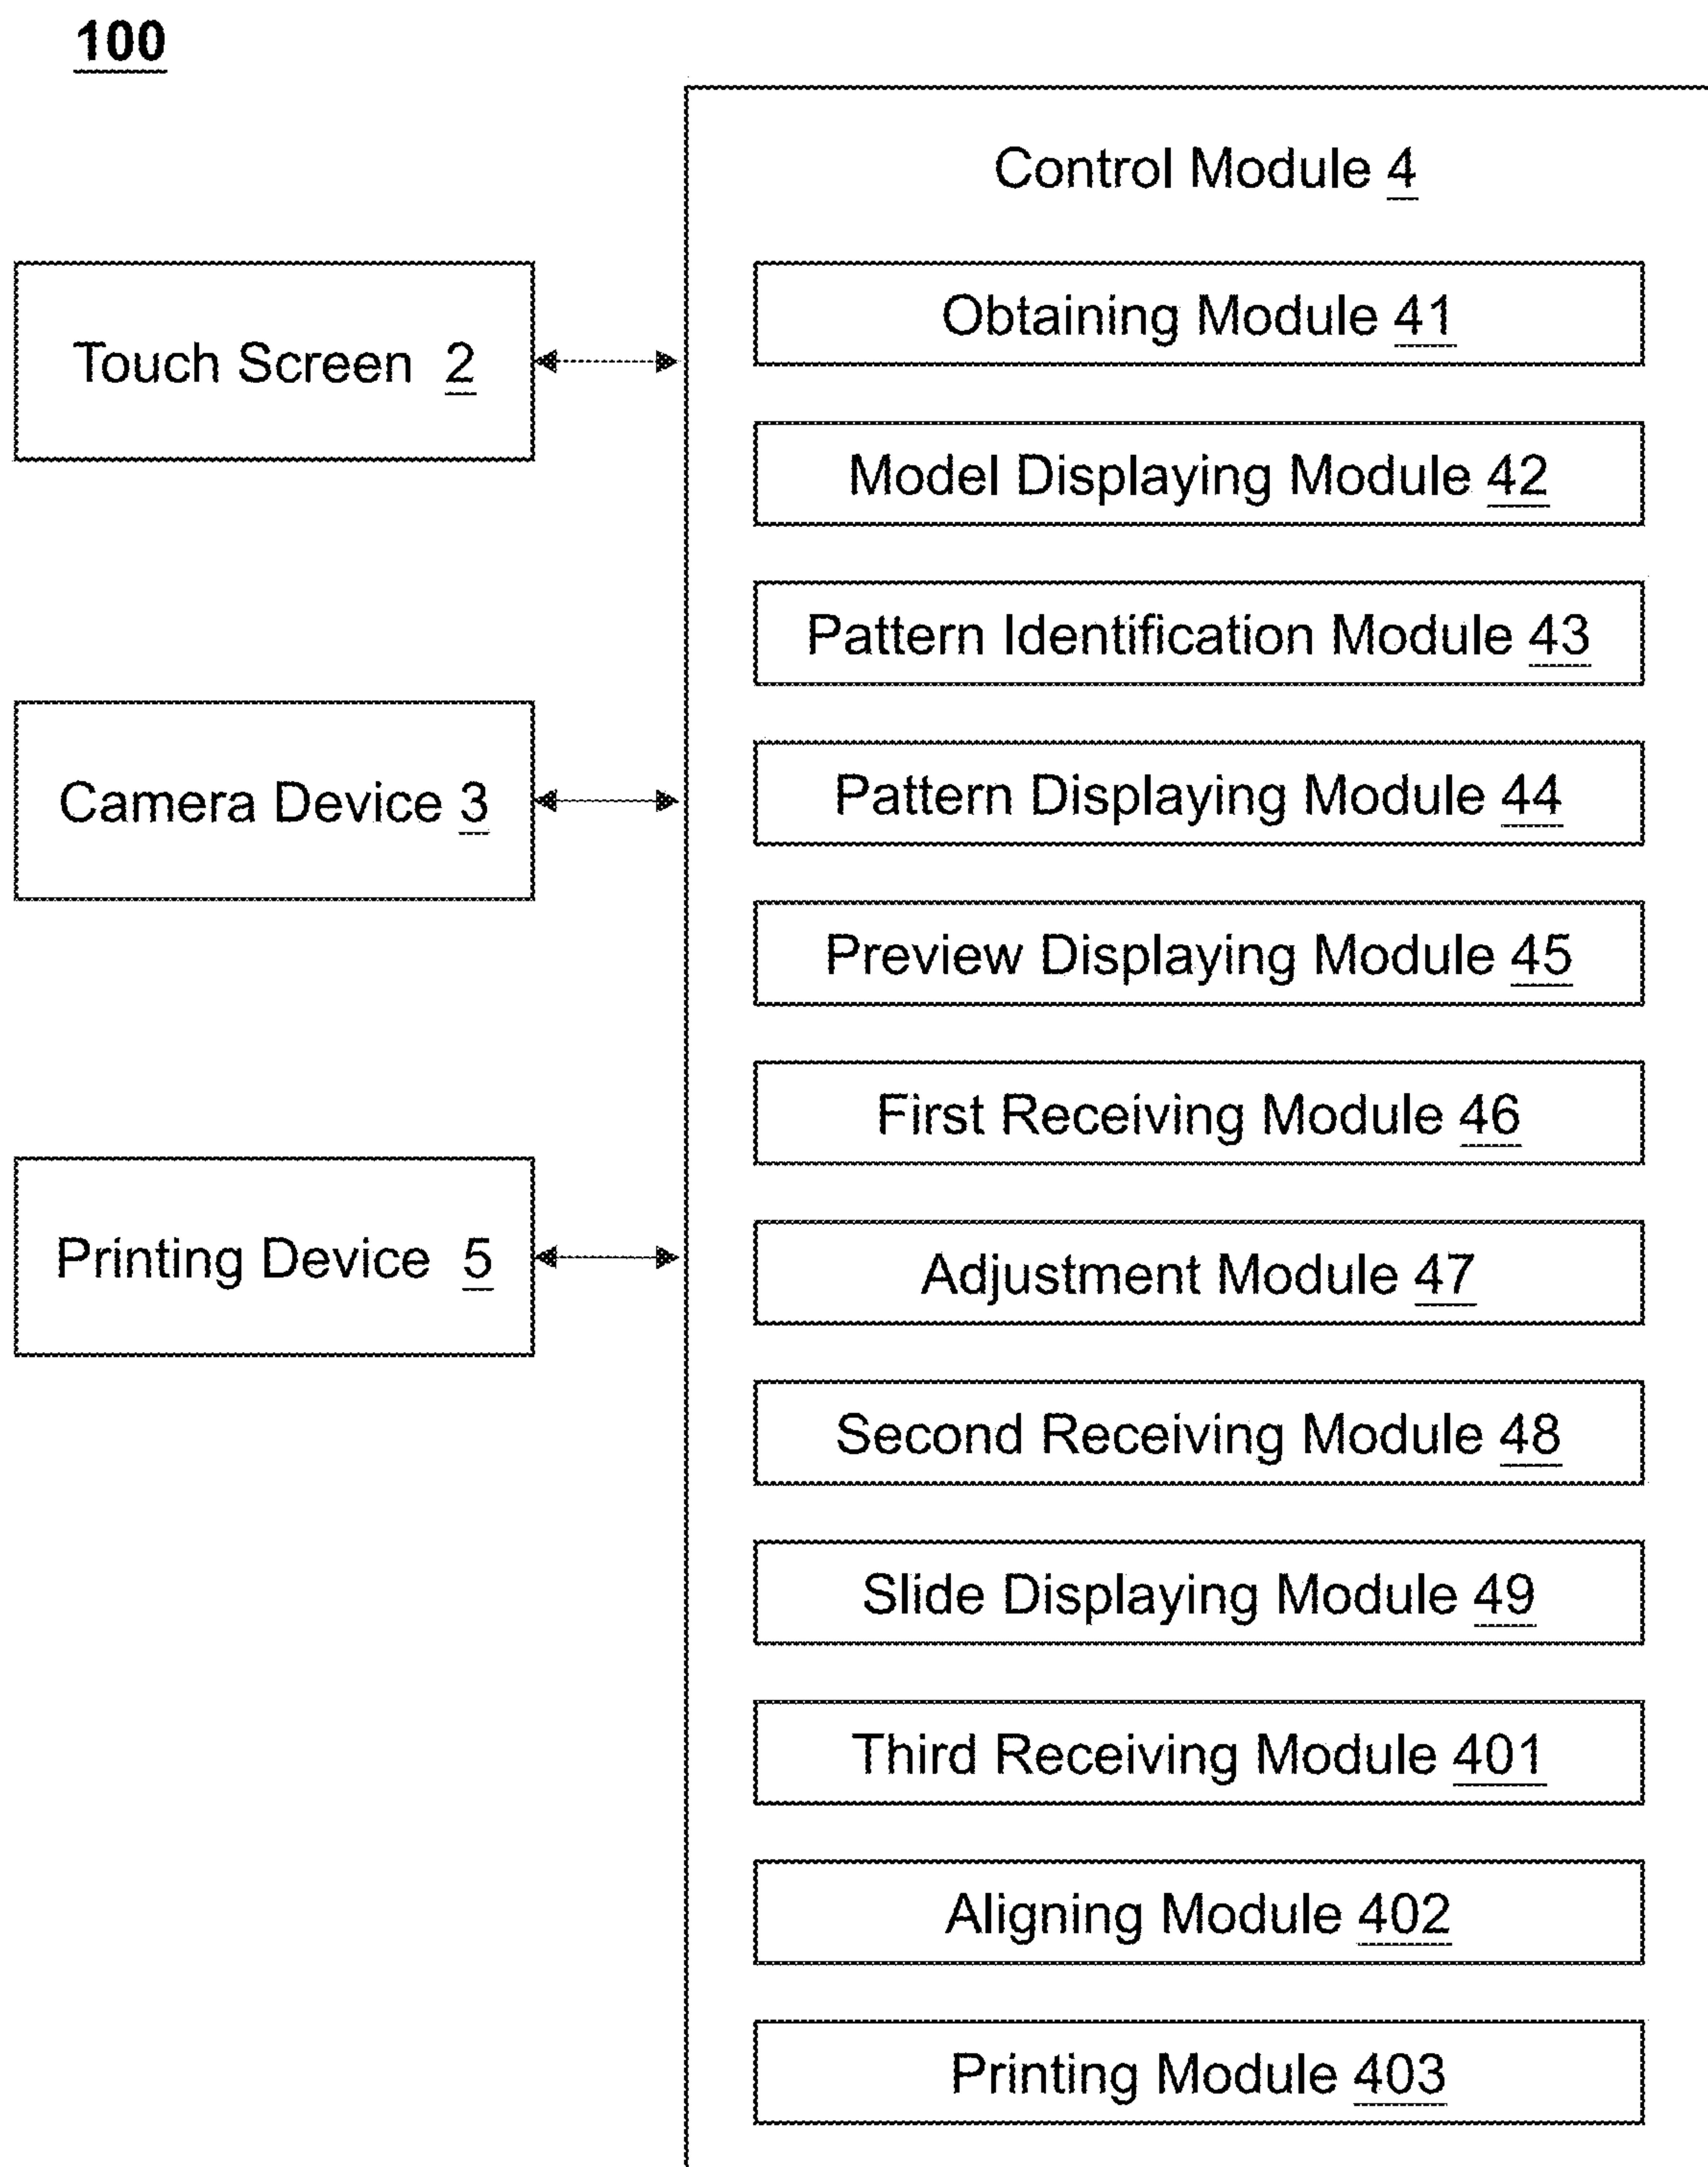 100
Control Module 4
Touch Screen 2
Camera Device 3
Printing Device 5
Obtaining Module 41
Model Displaying Module 42
Pattern Identification Module 43
Pattern Displaying Module 44
Preview Displaying Module 45
First Receiving Module 46
Adjustment Module 47
Second Receiving Module 48
Slide Displaying Module 49
Third Receiving Module 401
Aligning Module 402
Printing Module 403